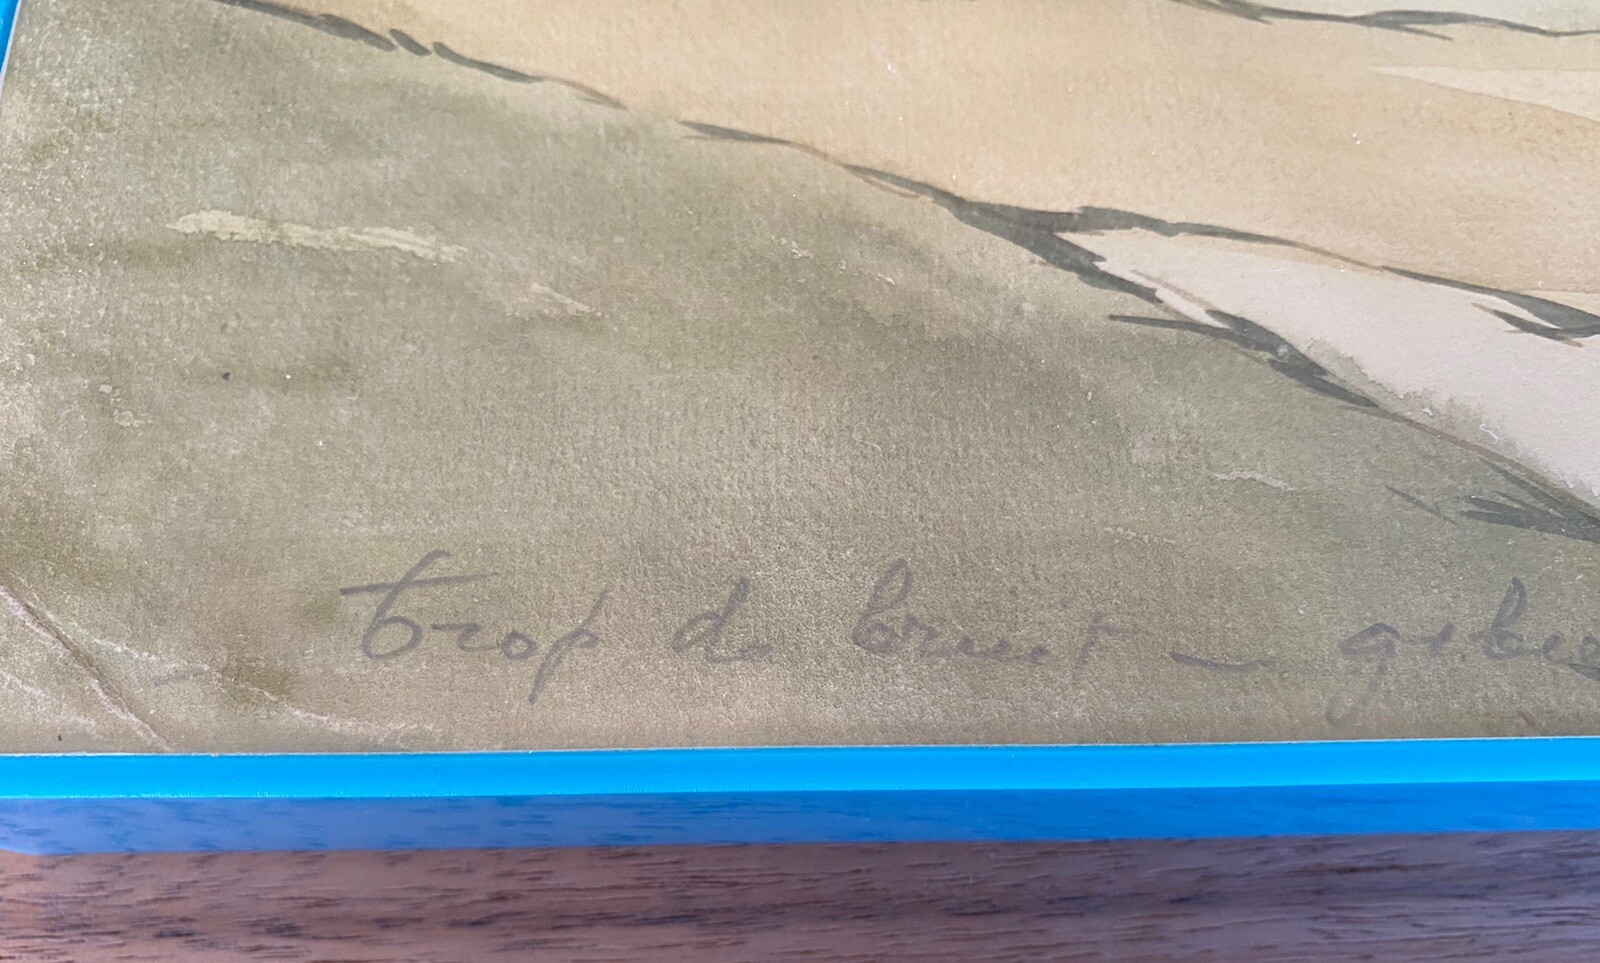 trop de bruit -